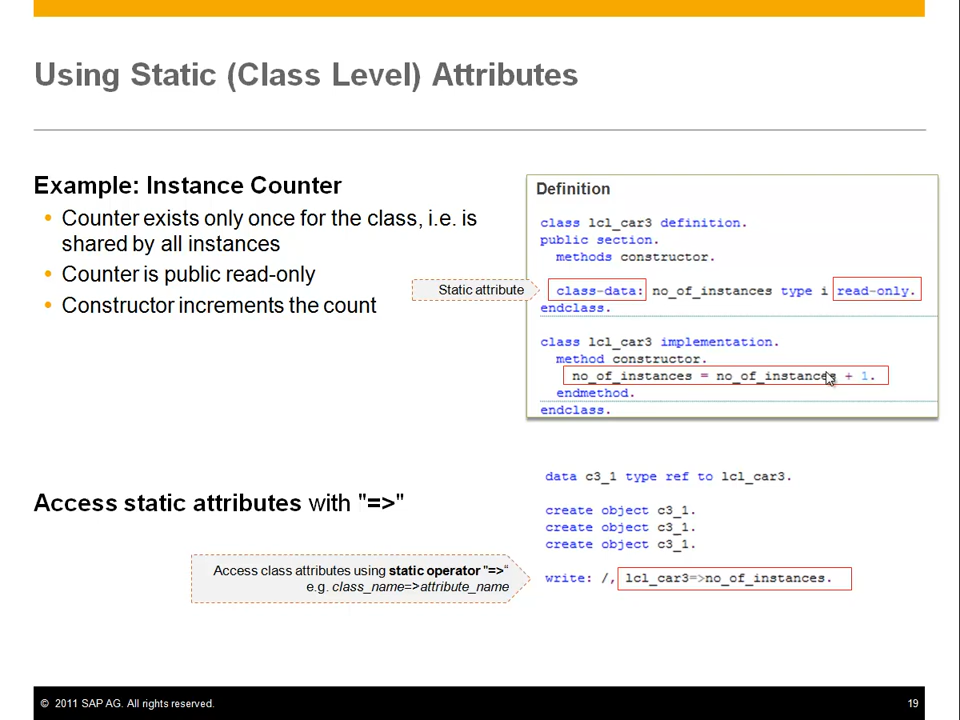 Using Static (Class Level) Attributes
Example: Instance Counter
• Counter exists only once for the class, i.e. is
shared by all instances
• Counter is public read-only
• Constructor increments the count
Static attribute
Definition
class lcl_car3 definition.
public section.
methods constructor.
class-data: no_of_instances type i read-only.
endclass.
class lcl_car3 implementation.
method constructor.
no_of_instances = no_of_instances + 1.
endmethod.
endclass.
Access static attributes with "=>"
Access class attributes using static operator "=>“
e.g. class_name=>attribute_name
data c3_1 type ref to lcl_car3.
create object c3_1.
create object c3_1.
create object c3_1.
write: /, lcl_car3=>no_of_instances.
© 2011 SAP AG. All rights reserved.
19